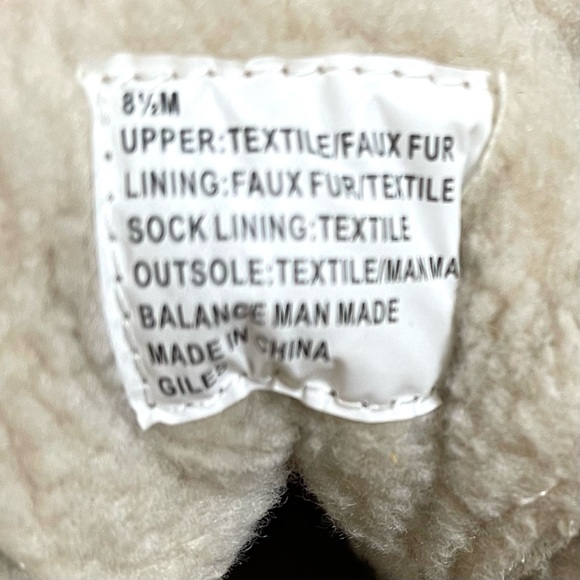 8½M
UPPER:TEXTILE/FAUX FUR
LINING:FAUX FUR/TEXTILE
SOCK LINING:TEXTILE
OUTSOLE:TEXTILE/MANMA
BALANCE MAN MADE
MADE IN CHINA